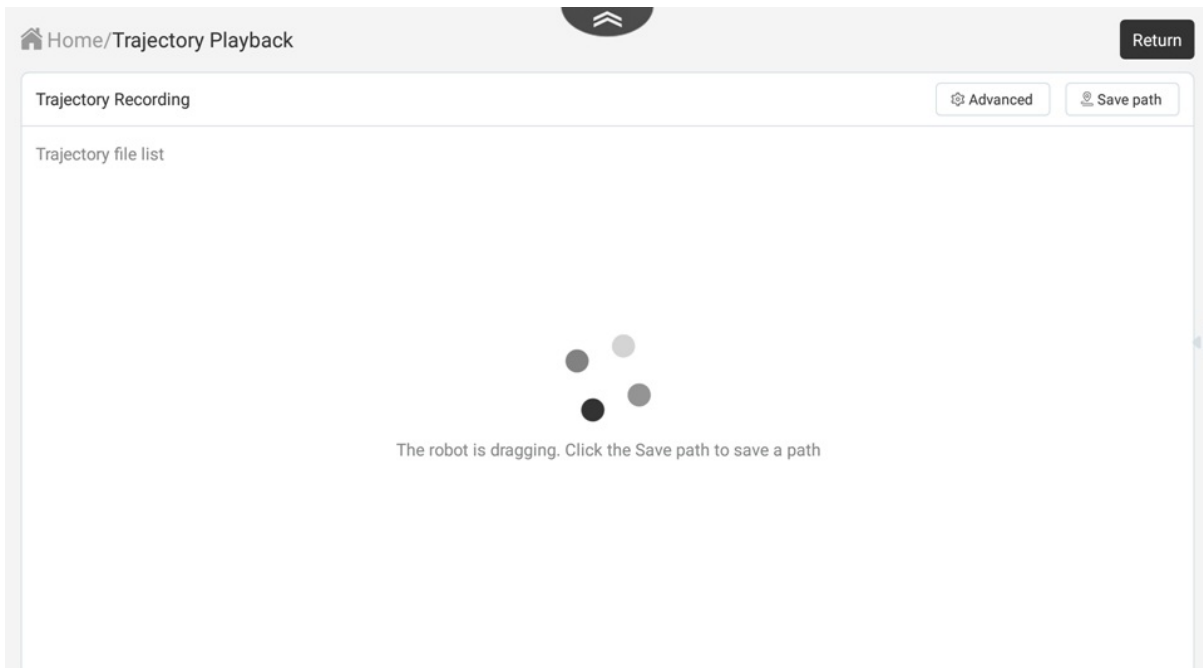 Home/Trajectory Playback
Return
Trajectory Recording
Advanced
Save path
Trajectory file list
The robot is dragging. Click the Save path to save a path